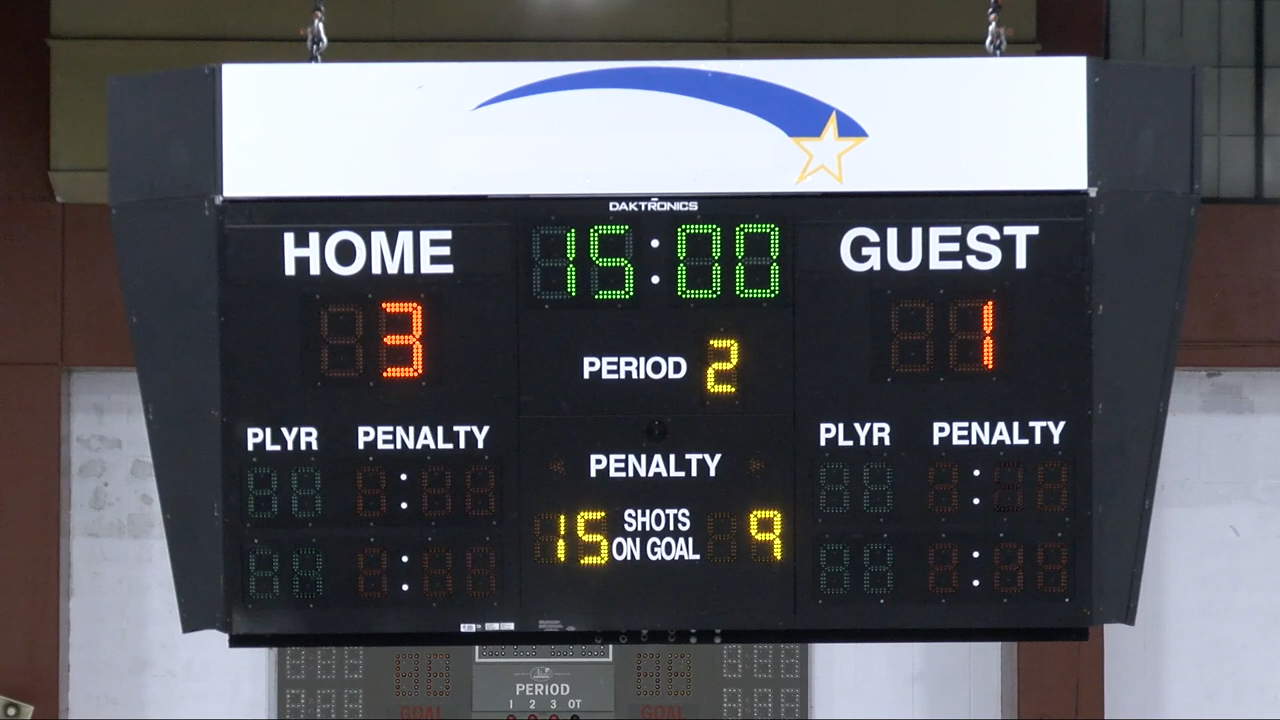 DAKTRONICS
HOME
15:00
GUEST
3
PERIOD 2
1
PLYR PENALTY
PLYR PENALTY
PENALTY
15 SHOTS ON GOAL 9
PERIOD
1 2 3 OT
GOAL
GOAL